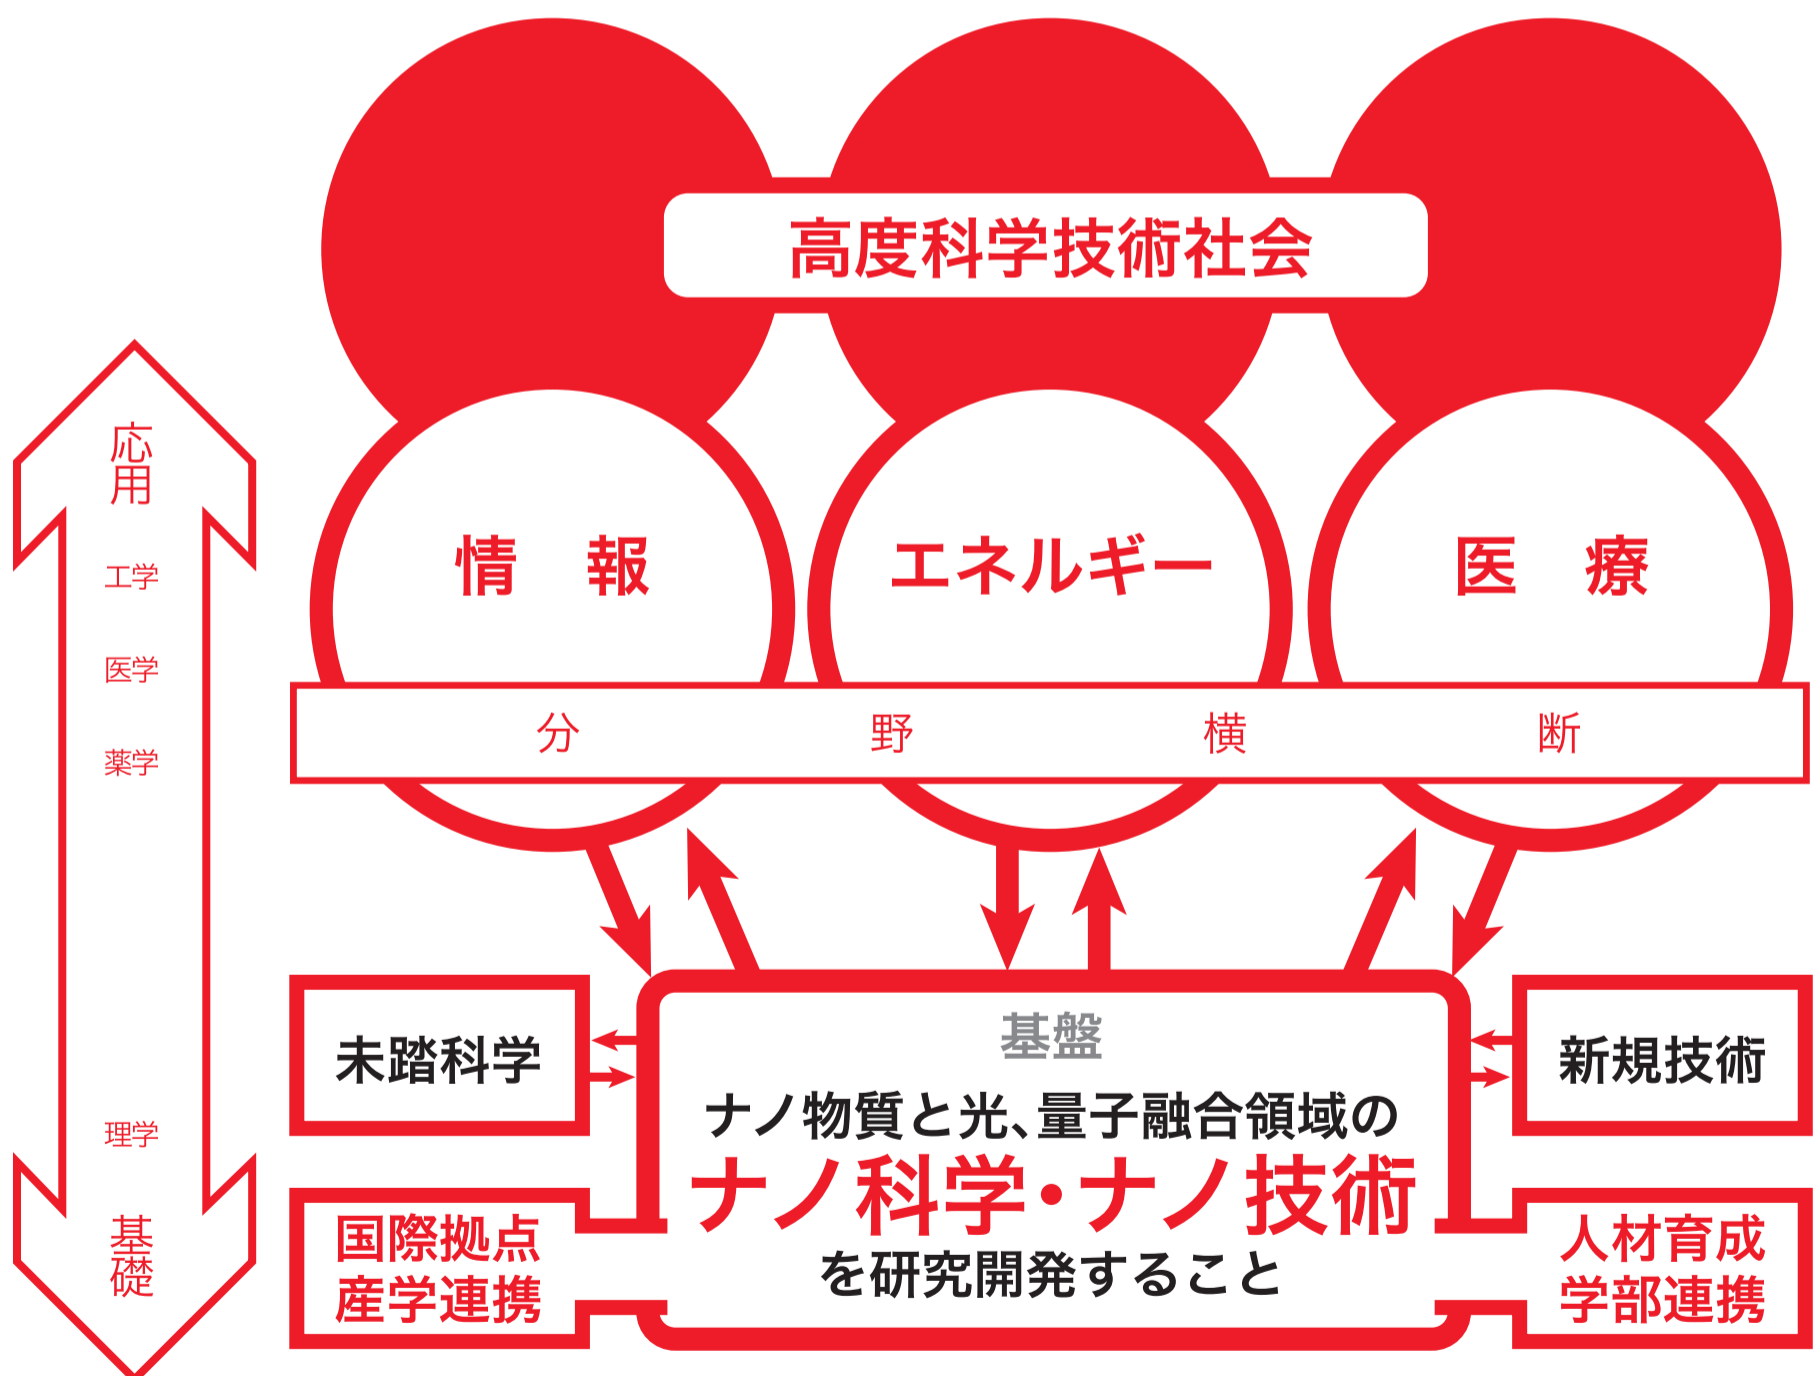 高度科学技術社会
応用
工学
医学
薬学
理学
基礎
情　報
エネルギー
医　療
分野横断
未踏科学
基盤
ナノ物質と光、量子融合領域の
ナノ科学・ナノ技術
を研究開発すること
新規技術
国際拠点
産学連携
人材育成
学部連携